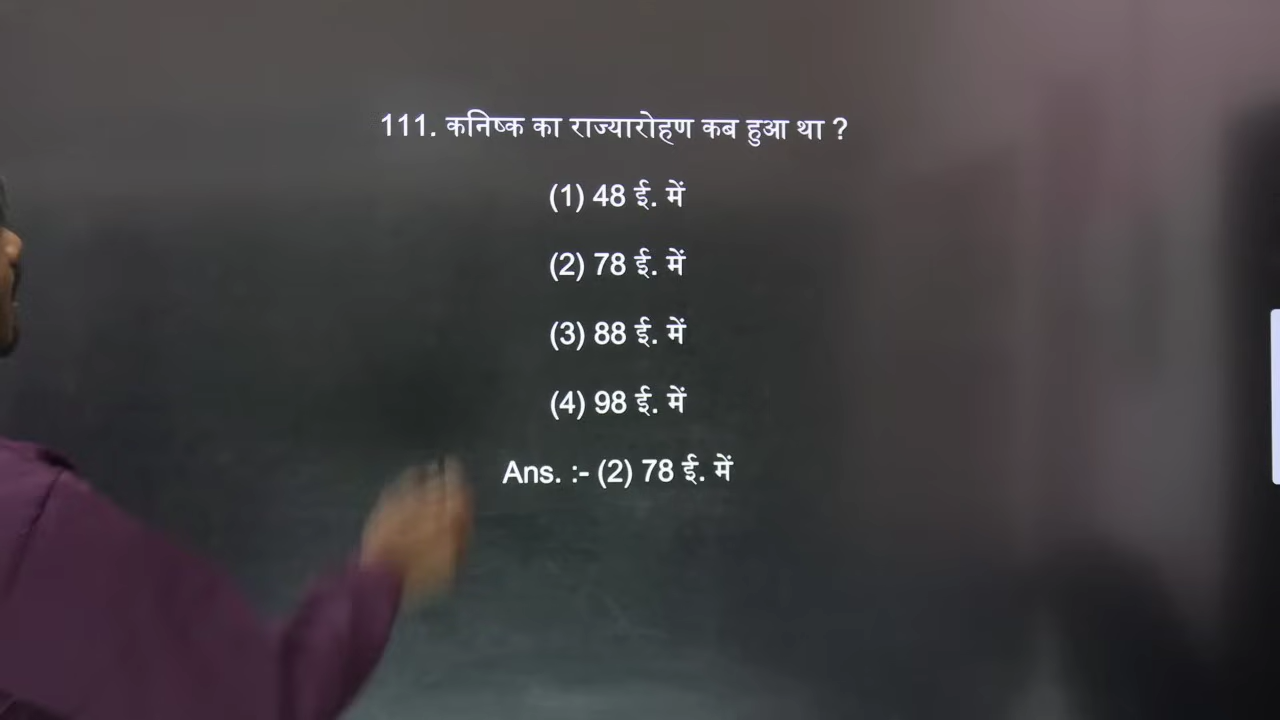 111. कनिष्क का राज्यारोहण कब हुआ था ?
(1) 48 ई. में
(2) 78 ई. में
(3) 88 ई. में
(4) 98 ई. में
Ans. :- (2) 78 ई. में